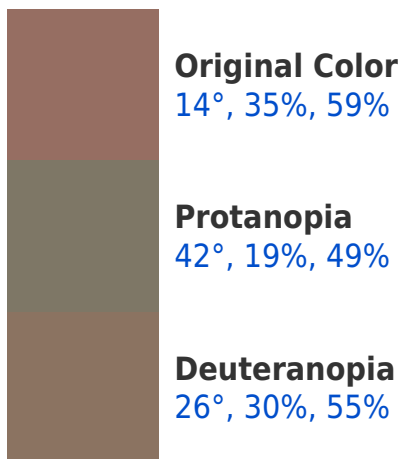 Original Color
14°, 35%, 59%
Protanopia
42°, 19%, 49%
Deuteranopia
26°, 30%, 55%